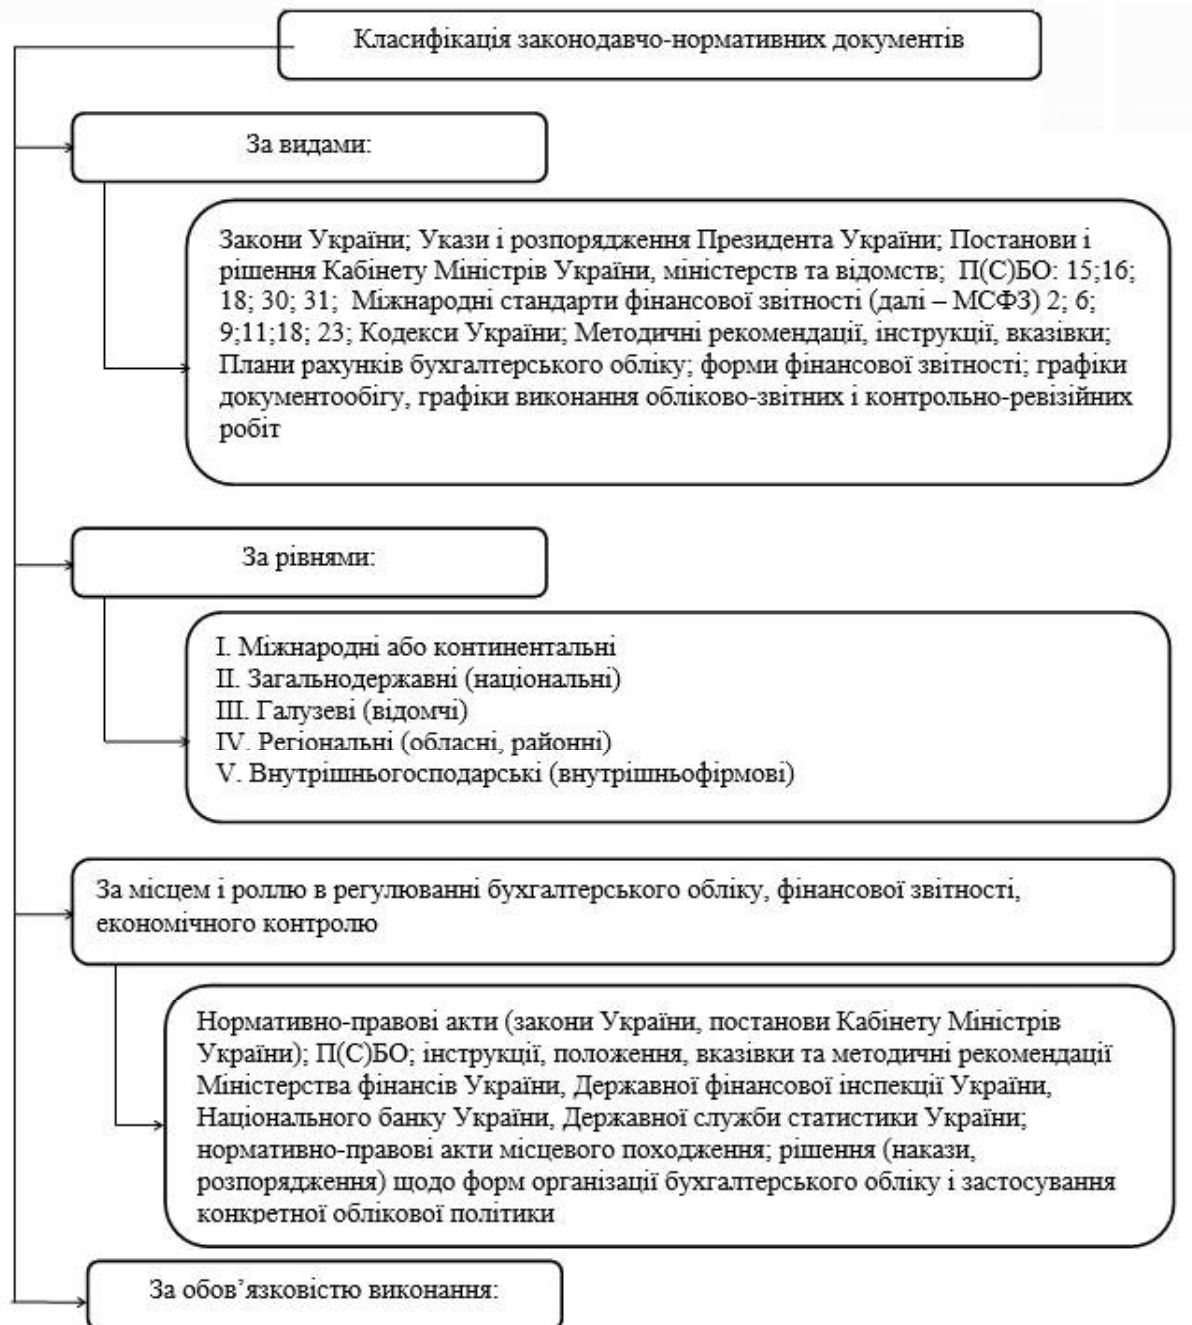 Класифікація законодавчо-нормативних документів
За видами:
Закони України; Укази і розпорядження Президента України; Постанови і
рішення Кабінету Міністрів України, міністерств та відомств; П(С)БО: 15;16;
18; 30; 31; Міжнародні стандарти фінансової звітності (далі – МСФЗ) 2; 6;
9;11;18; 23; Кодекси України; Методичні рекомендації, інструкції, вказівки;
Плани рахунків бухгалтерського обліку; форми фінансової звітності; графіки
документообігу, графіки виконання обліково-звітних і контрольно-ревізійних
робіт
За рівнями:
І. Міжнародні або континентальні
ІІ. Загальнодержавні (національні)
ІІІ. Галузеві (відомчі)
IV. Регіональні (обласні, районні)
V. Внутрішньогосподарські (внутрішньофірмові)
За місцем і роллю в регулюванні бухгалтерського обліку, фінансової звітності,
економічного контролю
Нормативно-правові акти (закони України, постанови Кабінету Міністрів
України); П(С)БО; інструкції, положення, вказівки та методичні рекомендації
Міністерства фінансів України, Державної фінансової інспекції України,
Національного банку України, Державної служби статистики України;
нормативно-правові акти місцевого походження; рішення (накази,
розпорядження) щодо форм організації бухгалтерського обліку і застосування
конкретної облікової політики
За обов’язковістю виконання: